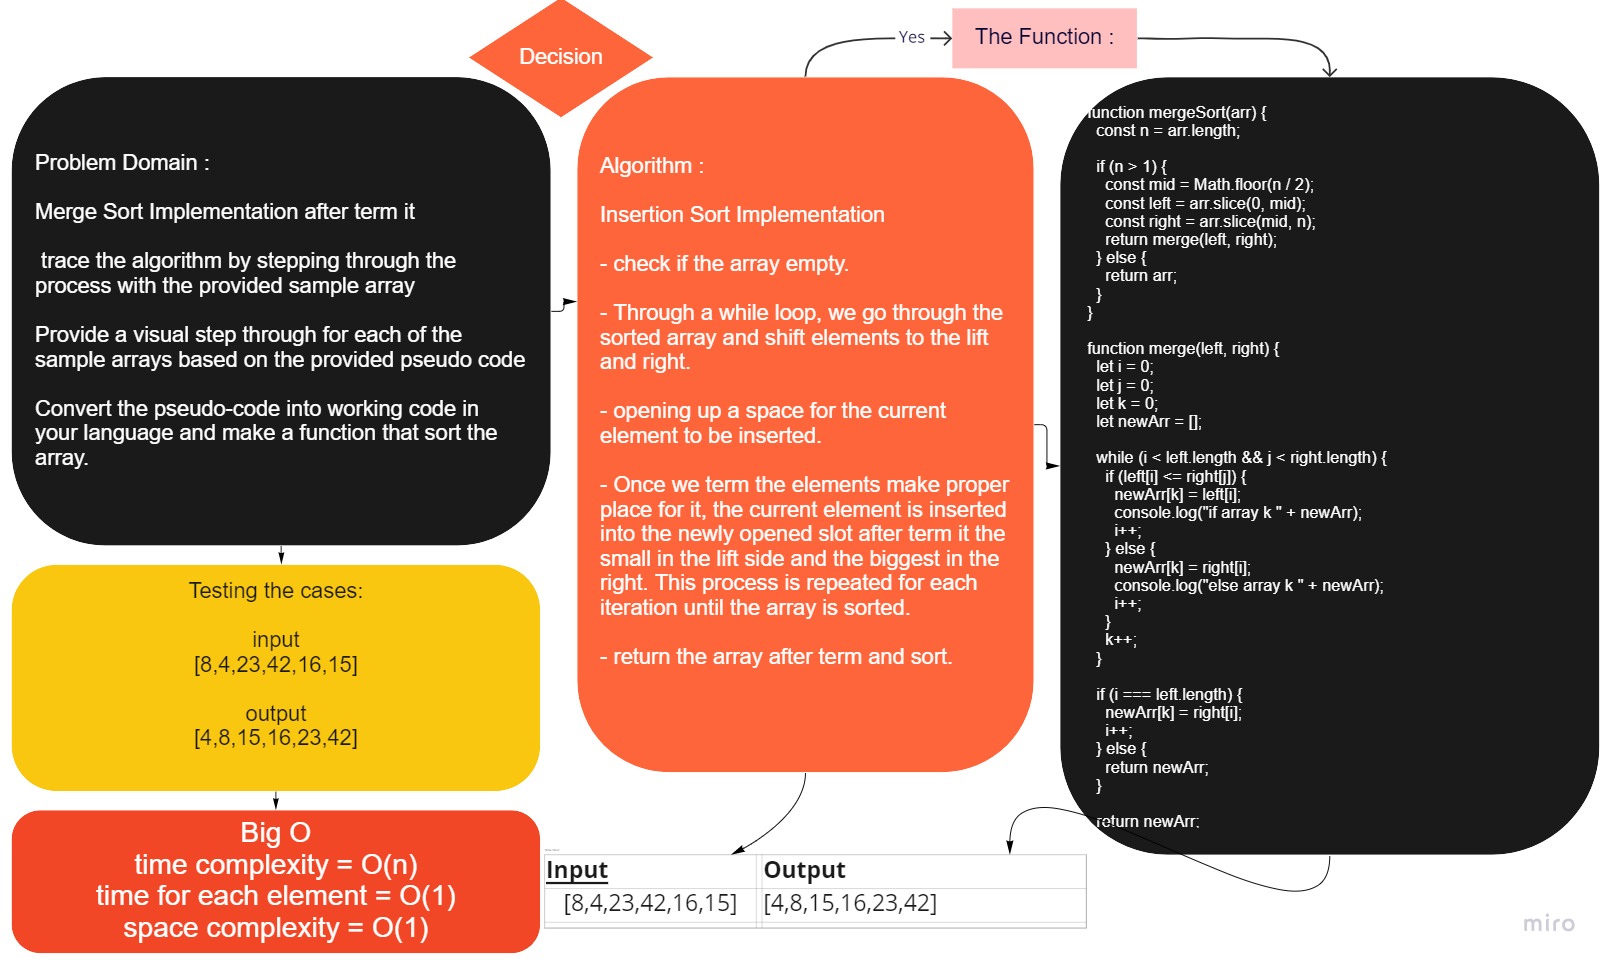 Decision
Yes
The Function :
Problem Domain :
Merge Sort Implementation after term it
trace the algorithm by stepping through the
process with the provided sample array
Provide a visual step through for each of the
sample arrays based on the provided pseudo code
Convert the pseudo-code into working code in
your language and make a function that sort the
array.
Testing the cases:
input
[8,4,23,42,16,15]
output
[4,8,15,16,23,42]
Big O
time complexity = O(n)
time for each element = O(1)
space complexity = O(1)
Algorithm :
Insertion Sort Implementation
- check if the array empty.
- Through a while loop, we go through the
sorted array and shift elements to the lift
and right.
- opening up a space for the current
element to be inserted.
- Once we term the elements make proper
place for it, the current element is inserted
into the newly opened slot after term it the
small in the lift side and the biggest in the
right. This process is repeated for each
iteration until the array is sorted.
- return the array after term and sort.
function mergeSort(arr) {
const n = arr.length;
if (n > 1) {
const mid = Math.floor(n / 2);
const left = arr.slice(0, mid);
const right = arr.slice(mid, n);
return merge(left, right);
} else {
return arr;
}
}
function merge(left, right) {
let i = 0;
let j = 0;
let k = 0;
let newArr = [];
while (i < left.length && j < right.length) {
if (left[i] <= right[j]) {
newArr[k] = left[i];
console.log("if array k " + newArr);
i++;
} else {
newArr[k] = right[i];
console.log("else array k " + newArr);
i++;
}
k++;
}
if (i === left.length) {
newArr[k] = right[i];
i++;
} else {
return newArr;
}
return newArr;
Input Output
[8,4,23,42,16,15] [4,8,15,16,23,42]
miro